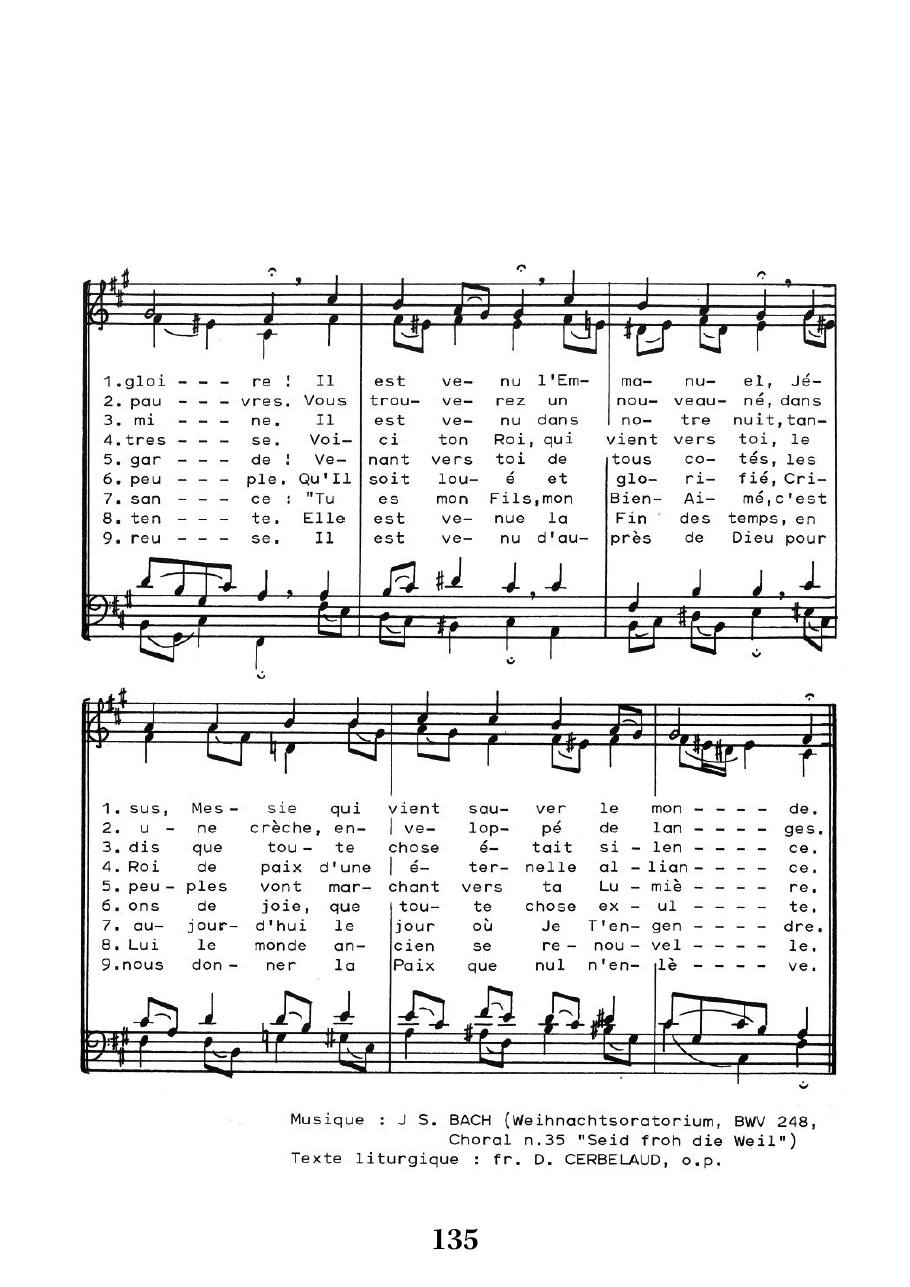 1.gloi - - - re ! Il est ve- nu l'Em- ma- nu- el, Jé-
2. pau - - - vres. Vous trou- ve- rez un nou- veau- né, dans
3. mi - - - ne. Il est ve- nu dans no- tre nuit,tan-
4.tres - - - se. Voi- ci ton Roi, qui vient vers toi, le
5. gar - - - de ! Ve- nant vers toi de tous co- tés, les
6. peu - - - ple. Qu'Il soit lou- é et glo- ri- fié, Cri-
7. san - - - ce : "Tu es mon Fils,mon Bien- Ai- mé,c'est
8. ten - - - te. Elle est ve- nue la Fin des temps, en
9. reu - - - se. Il est ve- nu d'au- près de Dieu pour
1. sus, Mes- sie qui vient sau- ver le mon - - - - de.
2. u - ne crèche, en- ve- lop- pé de lan - - - - ges.
3. dis que tou- te chose é- tait si- len - - - - ce.
4. Roi de paix d'une é- ter- nelle al- lian - - - - ce.
5. peu- ples vont mar- chant vers ta Lu- miè - - - - re.
6. ons de joie, que tou- te chose ex- ul - - - - te.
7. au- jour- d'hui le jour où Je T'en- gen - - - - dre.
8. Lui le monde an- cien se re- nou- vel - - - - le.
9.nous don- ner la Paix que nul n'en- lè - - - - ve.
Musique : J S. BACH (Weihnachtsoratorium, BWV 248,
Choral n.35 "Seid froh die Weil")
Texte liturgique : fr. D. CERBELAUD, o.p.
135